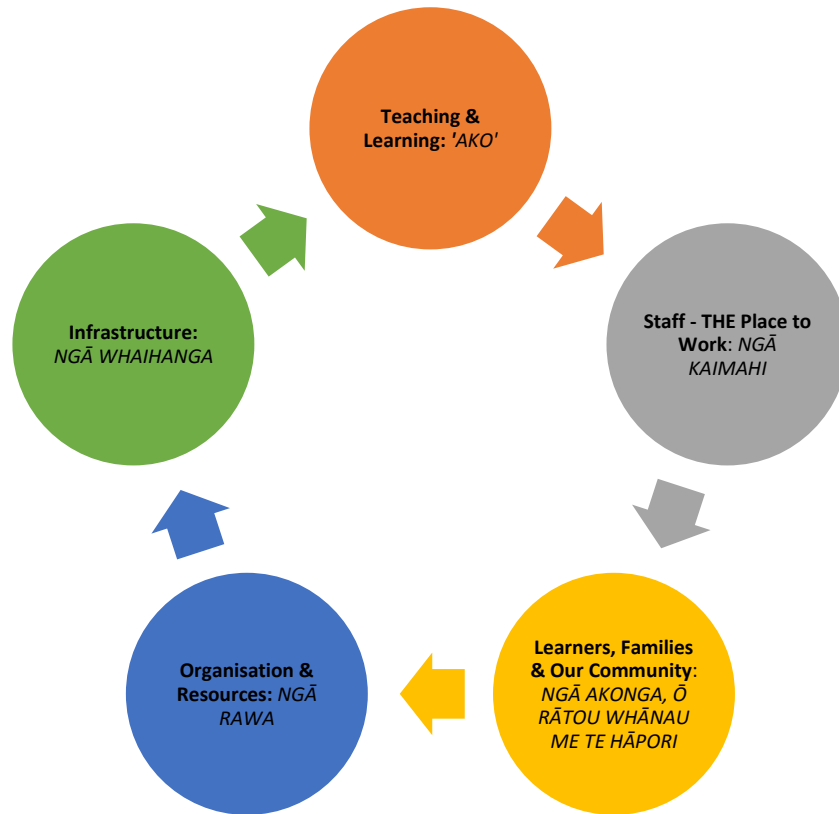 Teaching &
Learning: 'AKO'
Staff - THE Place to
Work: NGĀ
KAIMAHI
Learners, Families
& Our Community:
NGĀ AKONGA, Ō
RĀTOU WHĀNAU
ME TE HĀPORI
Organisation &
Resources: NGĀ
RAWA
Infrastructure:
NGĀ WHAIHANGA